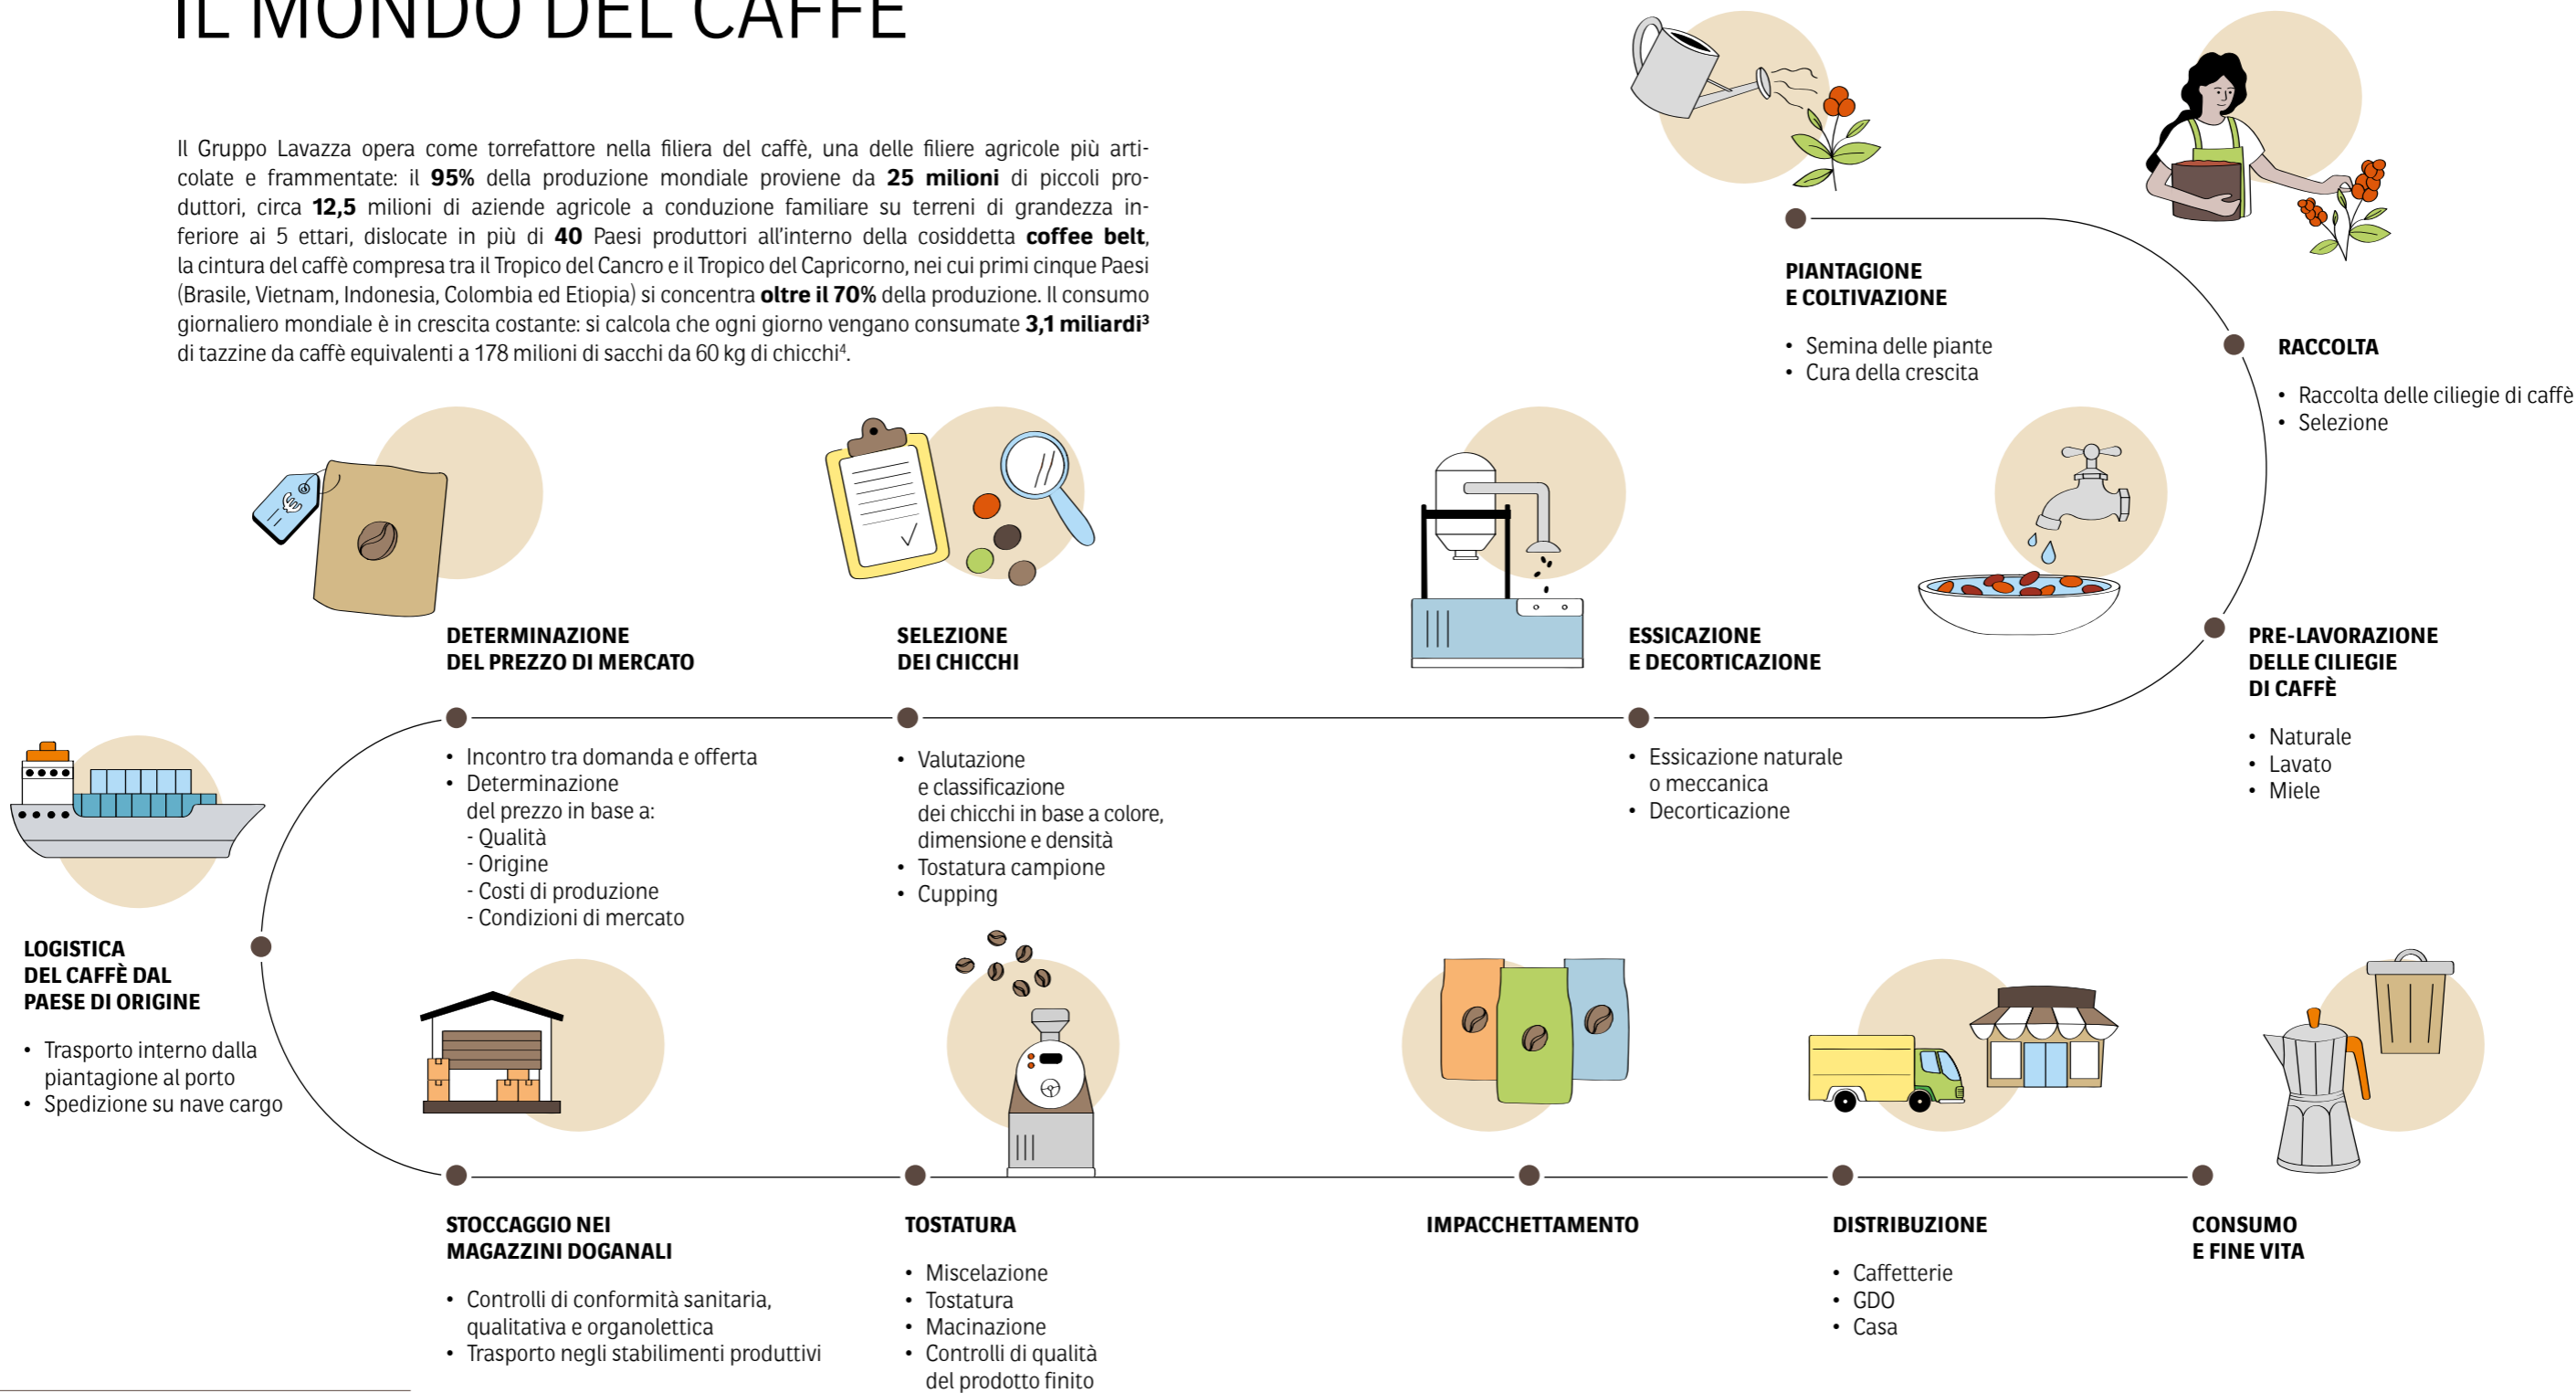 IL MONDO DEL CAFFÈ
Il Gruppo Lavazza opera come torrefattore nella filiera del caffè, una delle filiere agricole più arti-
colate e frammentate: il 95% della produzione mondiale proviene da 25 milioni di piccoli pro-
duttori, circa 12,5 milioni di aziende agricole a conduzione familiare su terreni di grandezza in-
feriore ai 5 ettari, dislocate in più di 40 Paesi produttori all'interno della cosiddetta coffee belt,
la cintura del caffè compresa tra il Tropico del Cancro e il Tropico del Capricorno, nei cui primi cinque Paesi
(Brasile, Vietnam, Indonesia, Colombia ed Etiopia) si concentra oltre il 70% della produzione. Il consumo
giornaliero mondiale è in crescita costante: si calcola che ogni giorno vengano consumate 3,1 miliardi³
di tazzine da caffè equivalenti a 178 milioni di sacchi da 60 kg di chicchi⁴.
PIANTAGIONE
E COLTIVAZIONE
• Semina delle piante
• Cura della crescita
RACCOLTA
• Raccolta delle ciliegie di caffè
• Selezione
PRE-LAVORAZIONE
DELLE CILIEGIE
DI CAFFÈ
• Naturale
• Lavato
• Miele
ESSICAZIONE
E DECORTICAZIONE
• Essicazione naturale
o meccanica
• Decorticazione
SELEZIONE
DEI CHICCHI
• Valutazione
e classificazione
dei chicchi in base a colore,
dimensione e densità
• Tostatura campione
• Cupping
DETERMINAZIONE
DEL PREZZO DI MERCATO
• Incontro tra domanda e offerta
• Determinazione
del prezzo in base a:
- Qualità
- Origine
- Costi di produzione
- Condizioni di mercato
LOGISTICA
DEL CAFFÈ DAL
PAESE DI ORIGINE
• Trasporto interno dalla
piantagione al porto
• Spedizione su nave cargo
STOCCAGGIO NEI
MAGAZZINI DOGANALI
• Controlli di conformità sanitaria,
qualitativa e organolettica
• Trasporto negli stabilimenti produttivi
TOSTATURA
• Miscelazione
• Tostatura
• Macinazione
• Controlli di qualità
del prodotto finito
IMPACCHETTAMENTO
DISTRIBUZIONE
• Caffetterie
• GDO
• Casa
CONSUMO
E FINE VITA